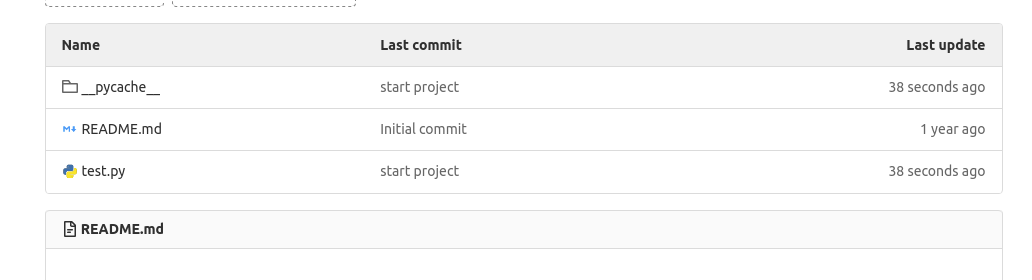 Name Last commit Last update
__pycache__ start project 38 seconds ago
README.md Initial commit 1 year ago
test.py start project 38 seconds ago
README.md